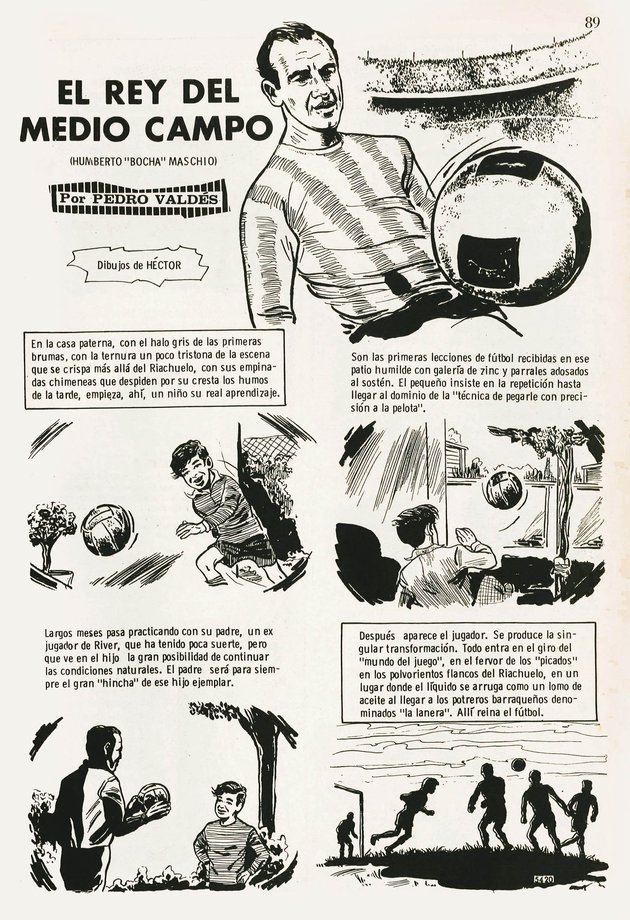 89
EL REY DEL
MEDIO CAMPO
(HUMBERTO "BOCHA" MASCHIO)
Por PEDRO VALDÉS
Dibujos de HÉCTOR
En la casa paterna, con el halo gris de las primeras
brumas, con la ternura un poco tristona de la escena
que se crispa más allá del Riachuelo, con sus empina-
das chimeneas que despiden por su cresta los humos
de la tarde, empieza, ahí, un niño su real aprendizaje.
Son las primeras lecciones de fútbol recibidas en ese
patio humilde con galería de zinc y parrales adosados
al sostén. El pequeño insiste en la repetición hasta
llegar al dominio de la "técnica de pegarle con preci-
sión a la pelota".
Largos meses pasa practicando con su padre, un ex
jugador de River, que ha tenido poca suerte, pero
que ve en el hijo la gran posibilidad de continuar
las condiciones naturales. El padre será para siem-
pre el gran "hincha" de ese hijo ejemplar.
Después aparece el jugador. Se produce la sin-
gular transformación. Todo entra en el giro del
"mundo del juego", en el fervor de los "picados"
en los polvorientos flancos del Riachuelo, en un
lugar donde el líquido se arruga como un lomo de
aceite al llegar a los potreros barraqueños deno-
minados "la lanera". Allí reina el fútbol.
5420